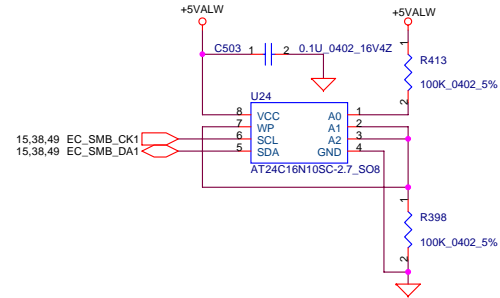 +5VALW
+5VALW
C503 1 2 0.1U_0402_16V4Z
1
R413
100K_0402_5%
2
U24
8 VCC A0 1
7 WP A1 2
15,38,49 EC_SMB_CK1 6 SCL A2 3
15,38,49 EC_SMB_DA1 5 SDA GND 4
AT24C16N10SC-2.7_SO8
1
R398
100K_0402_5%
2